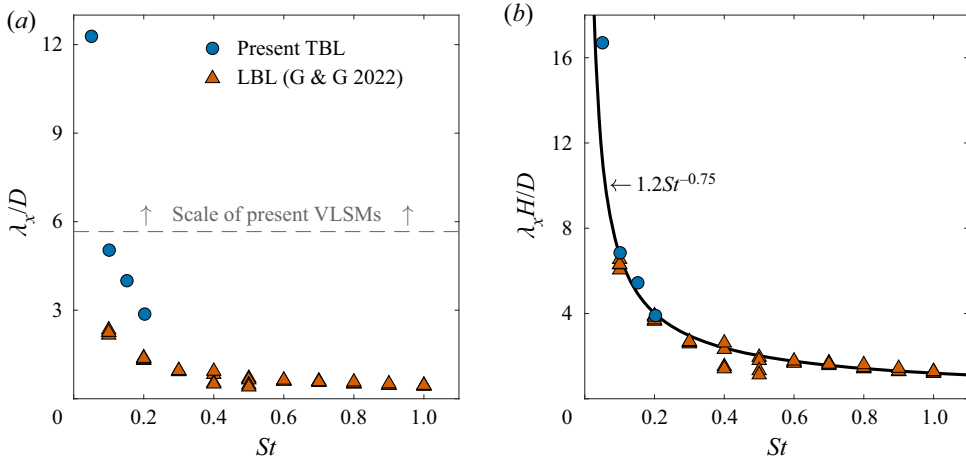 (a)
12
9
6
3
0
λx/D
Present TBL
LBL (G & G 2022)
↑ Scale of present VLSMs ↑
0.2 0.4 0.6 0.8 1.0
St
(b)
16
12
8
4
0
λxH/D
←1.2St−0.75
0.2 0.4 0.6 0.8 1.0
St